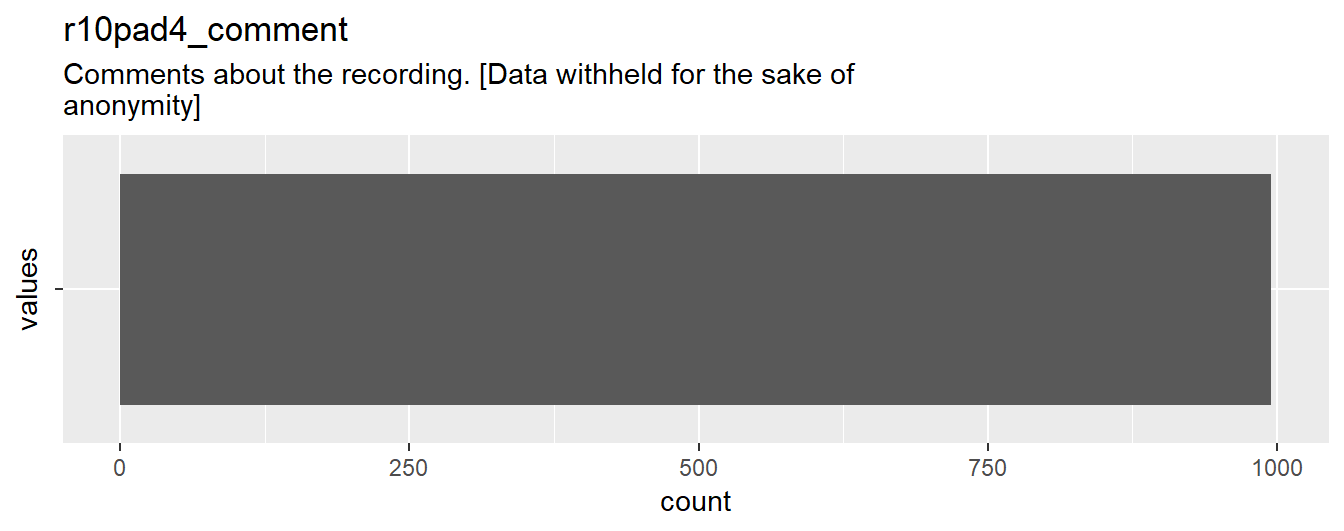 r10pad4_comment
Comments about the recording. [Data withheld for the sake of
anonymity]
values
0 250 500 750 1000
count